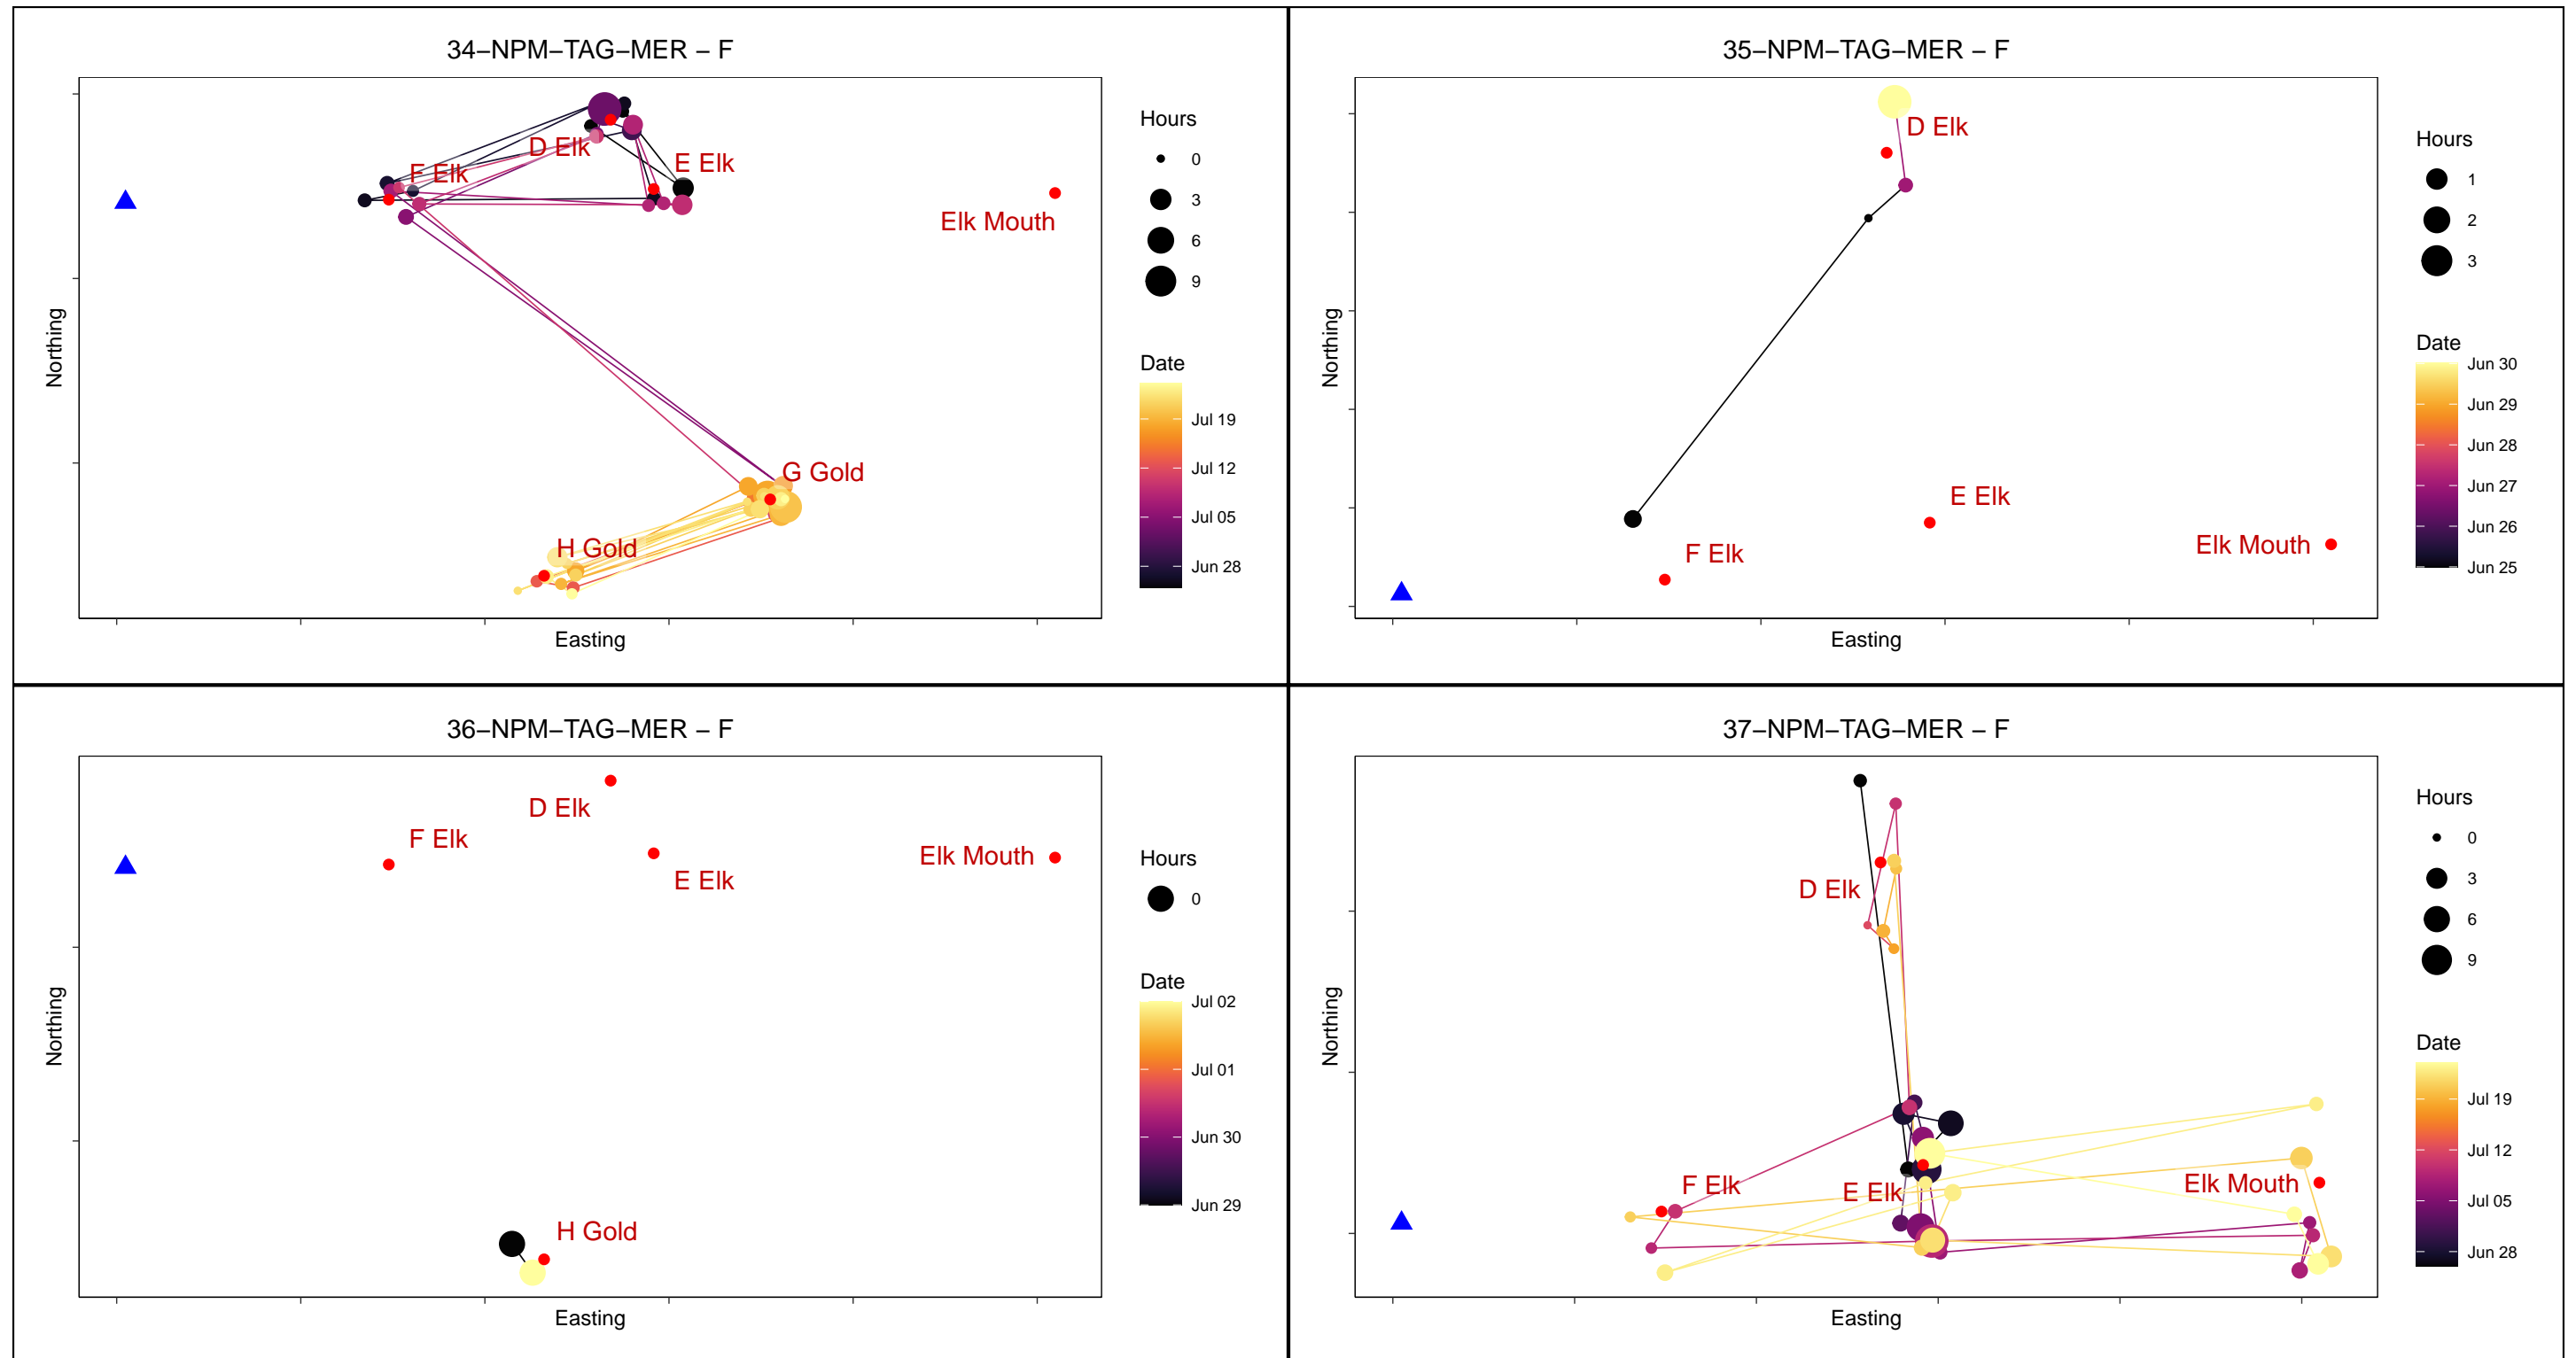 34–NPM–TAG–MER – F
D Elk
F Elk
E Elk
Elk Mouth
G Gold
H Gold
Northing
Easting
Hours
0
3
6
9
Date
Jul 19
Jul 12
Jul 05
Jun 28
35–NPM–TAG–MER – F
D Elk
E Elk
F Elk
Elk Mouth
Northing
Easting
Hours
1
2
3
Date
Jun 30
Jun 29
Jun 28
Jun 27
Jun 26
Jun 25
36–NPM–TAG–MER – F
D Elk
F Elk
E Elk
Elk Mouth
H Gold
Northing
Easting
Hours
0
Date
Jul 02
Jul 01
Jun 30
Jun 29
37–NPM–TAG–MER – F
D Elk
F Elk
E Elk
Elk Mouth
Northing
Easting
Hours
0
3
6
9
Date
Jul 19
Jul 12
Jul 05
Jun 28